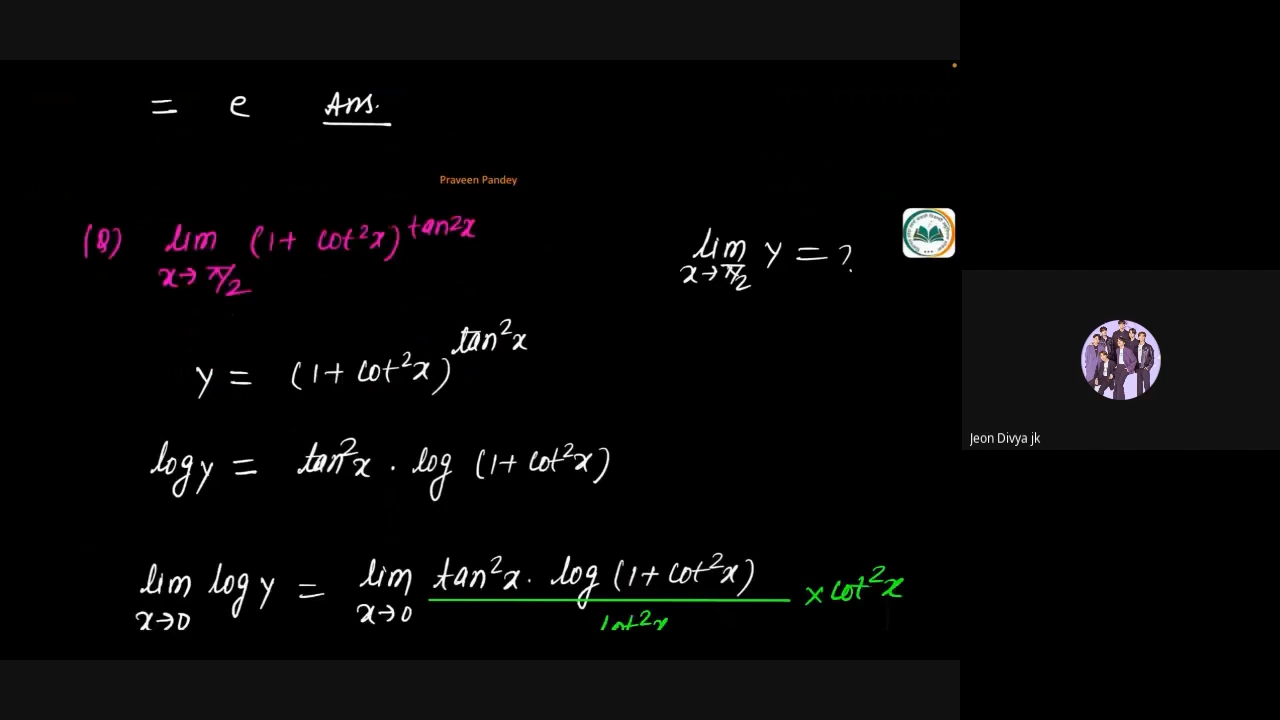 = e Ans.
Praveen Pandey
(Q) lim (1 + cot²x)^tan²x
x→π/2
lim y = ?
x→π/2
y = (1 + cot²x)^tan²x
log y = tan²x · log (1 + cot²x)
lim log y = lim tan²x · log (1 + cot²x) × cot²x
x→0 x→0 cot²x
Jeon Divya jk